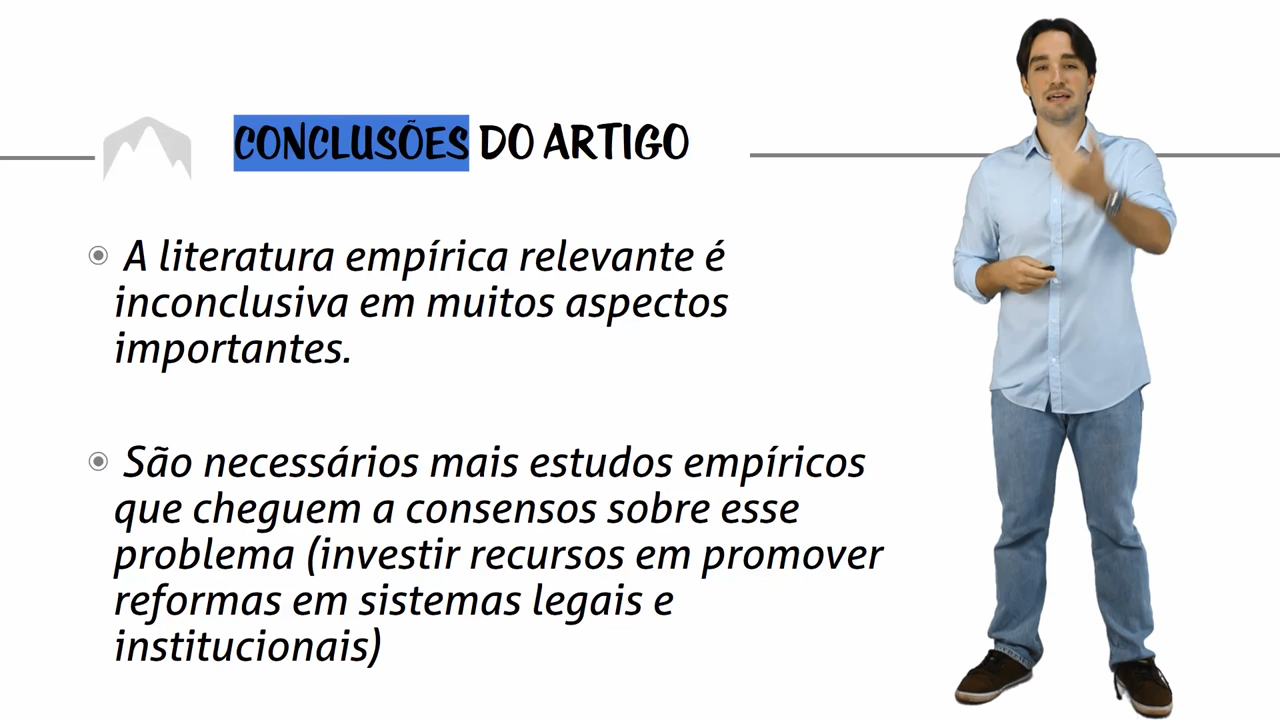 CONCLUSÕES DO ARTIGO
A literatura empírica relevante é
inconclusiva em muitos aspectos
importantes.
São necessários mais estudos empíricos
que cheguem a consensos sobre esse
problema (investir recursos em promover
reformas em sistemas legais e
institucionais)